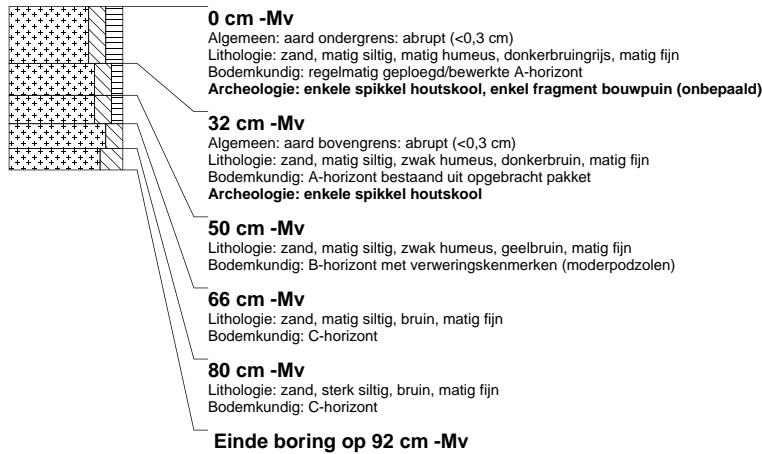 0 cm -Mv
Algemeen: aard ondergrens: abrupt (<0,3 cm)
Lithologie: zand, matig siltig, matig humeus, donkerbruingrijs, matig fijn
Bodemkundig: regelmatig geploegd/bewerkte A-horizont
Archeologie: enkele spikkel houtskool, enkel fragment bouwpuin (onbepaald)
32 cm -Mv
Algemeen: aard bovengrens: abrupt (<0,3 cm)
Lithologie: zand, matig siltig, zwak humeus, donkerbruin, matig fijn
Bodemkundig: A-horizont bestaand uit opgebracht pakket
Archeologie: enkele spikkel houtskool
50 cm -Mv
Lithologie: zand, matig siltig, zwak humeus, geelbruin, matig fijn
Bodemkundig: B-horizont met verweringskenmerken (moderpodzolen)
66 cm -Mv
Lithologie: zand, matig siltig, bruin, matig fijn
Bodemkundig: C-horizont
80 cm -Mv
Lithologie: zand, sterk siltig, bruin, matig fijn
Bodemkundig: C-horizont
Einde boring op 92 cm -Mv